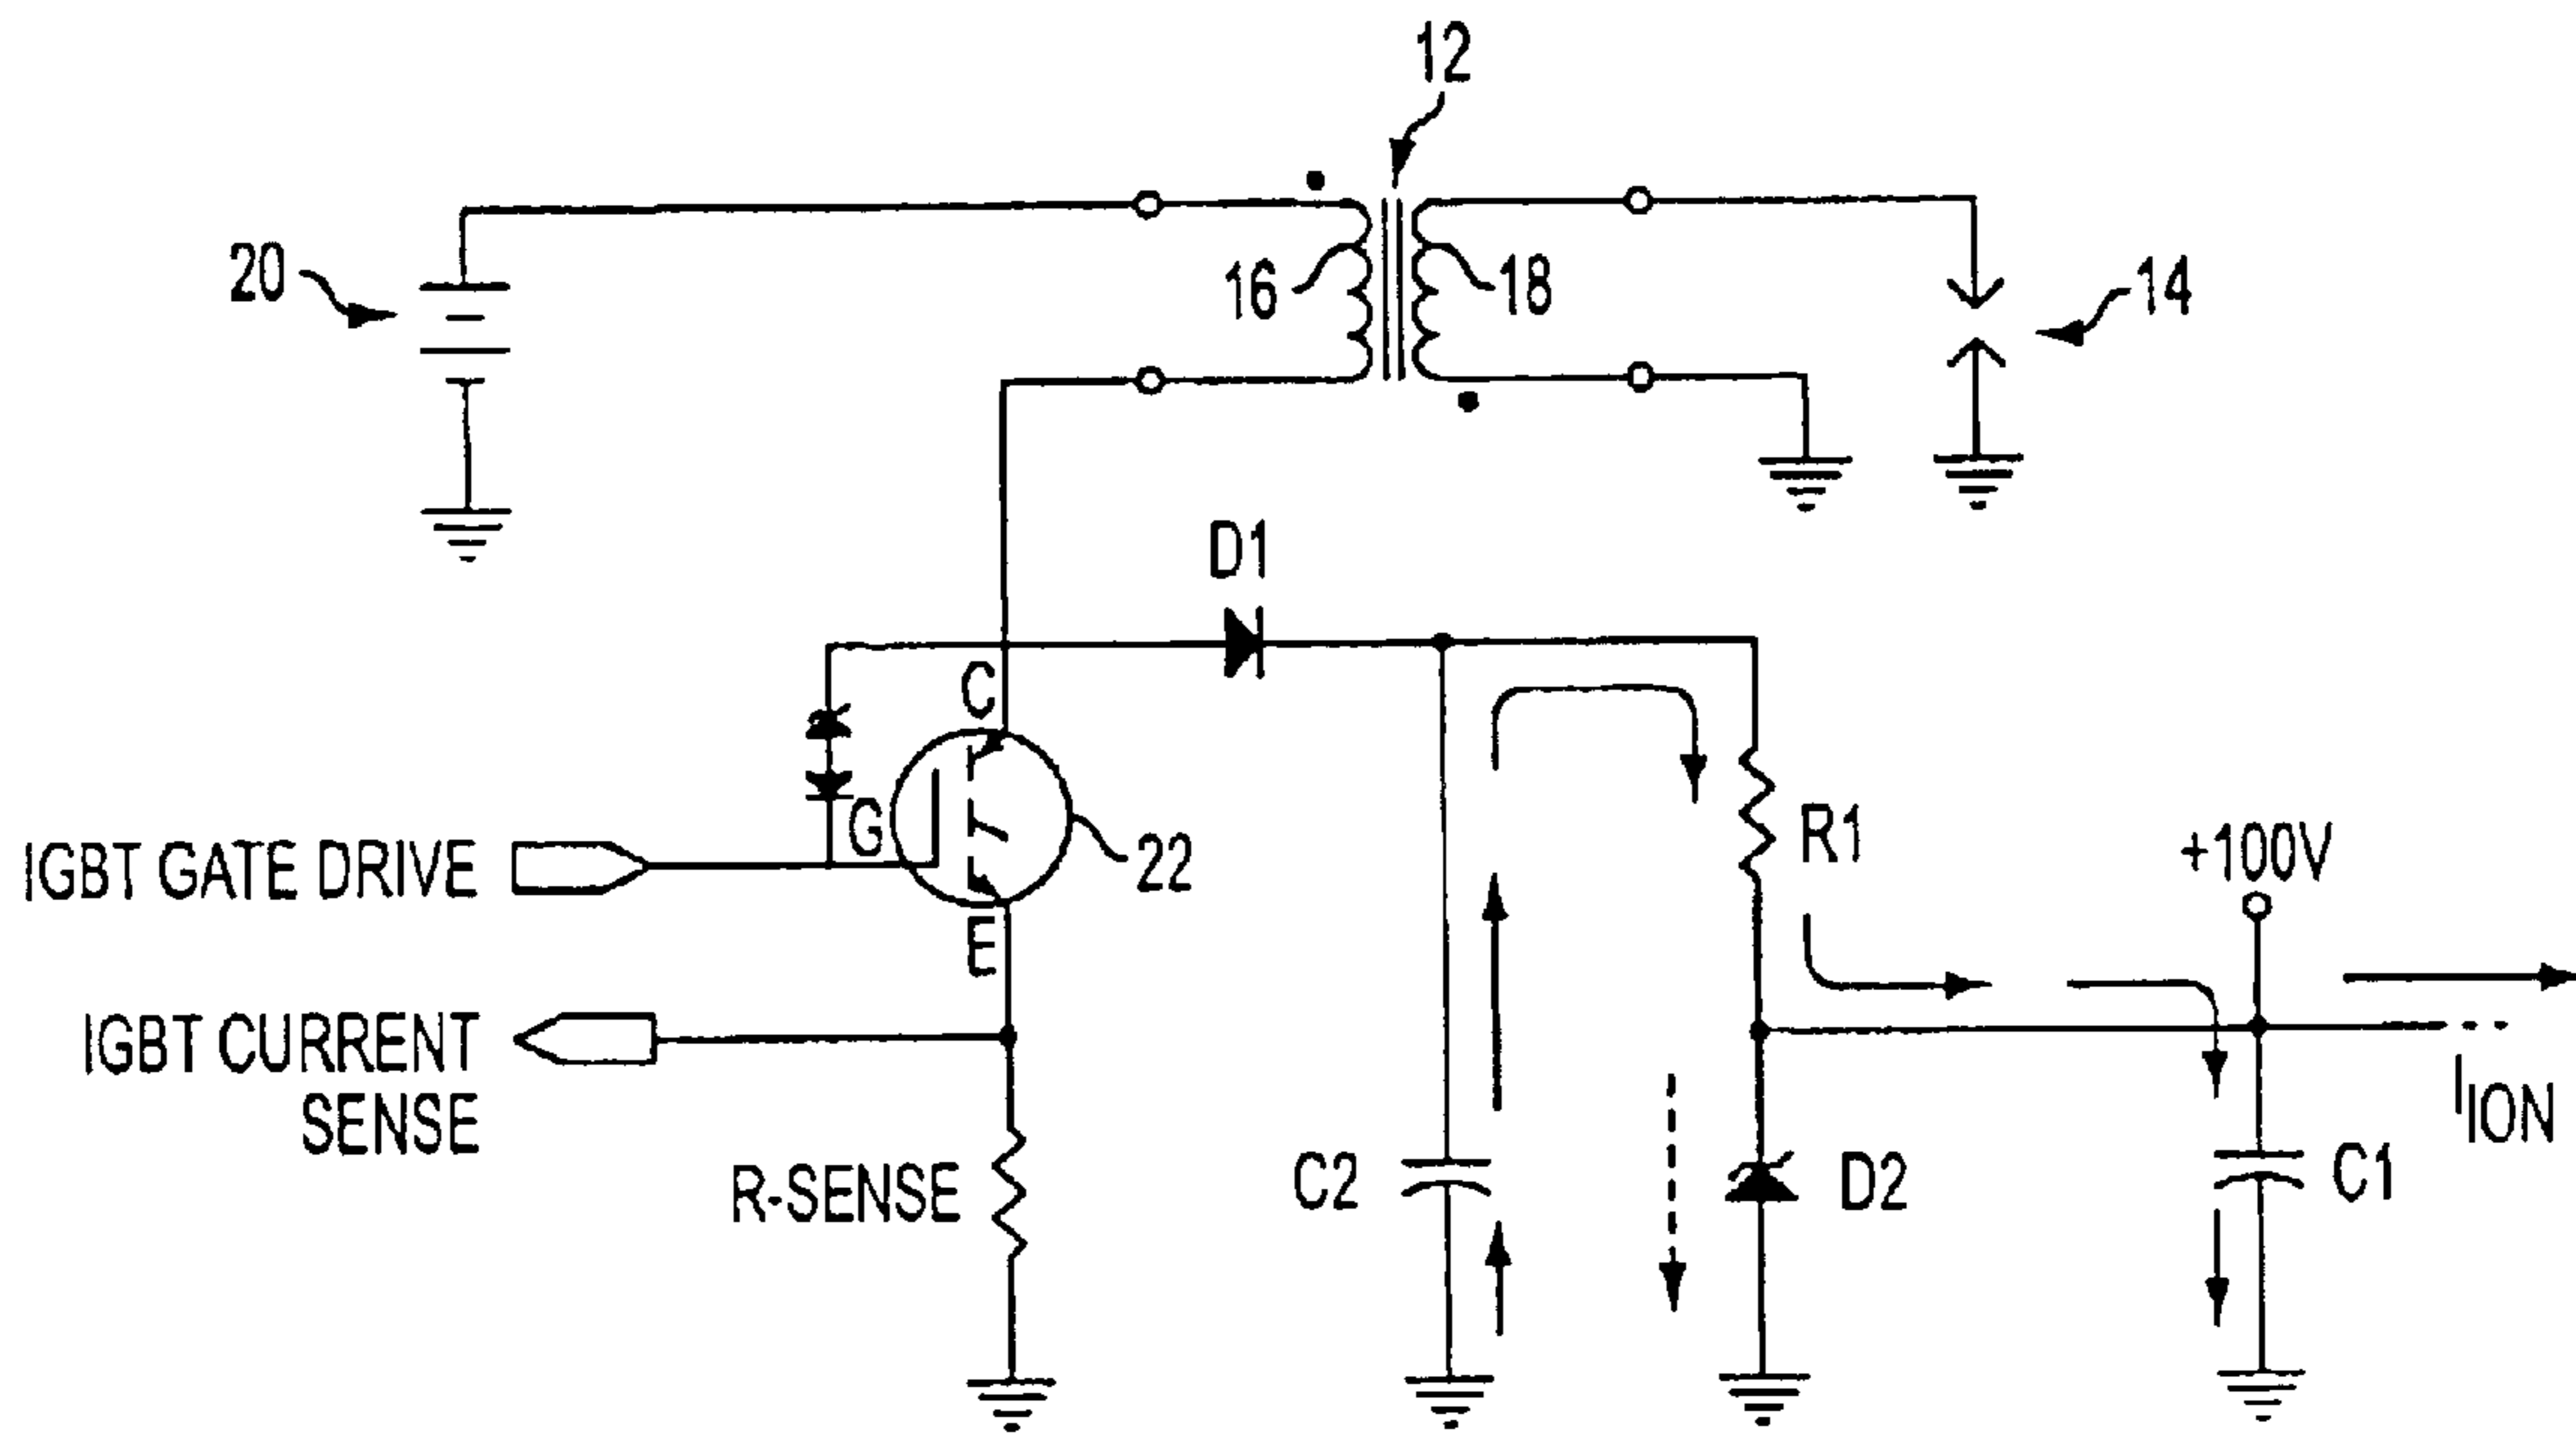 12
20
16
18
14
D1
C
G
22
R1
+100V
IGBT GATE DRIVE
E
IGBT CURRENT
SENSE
R-SENSE
C2
D2
C1
I ION